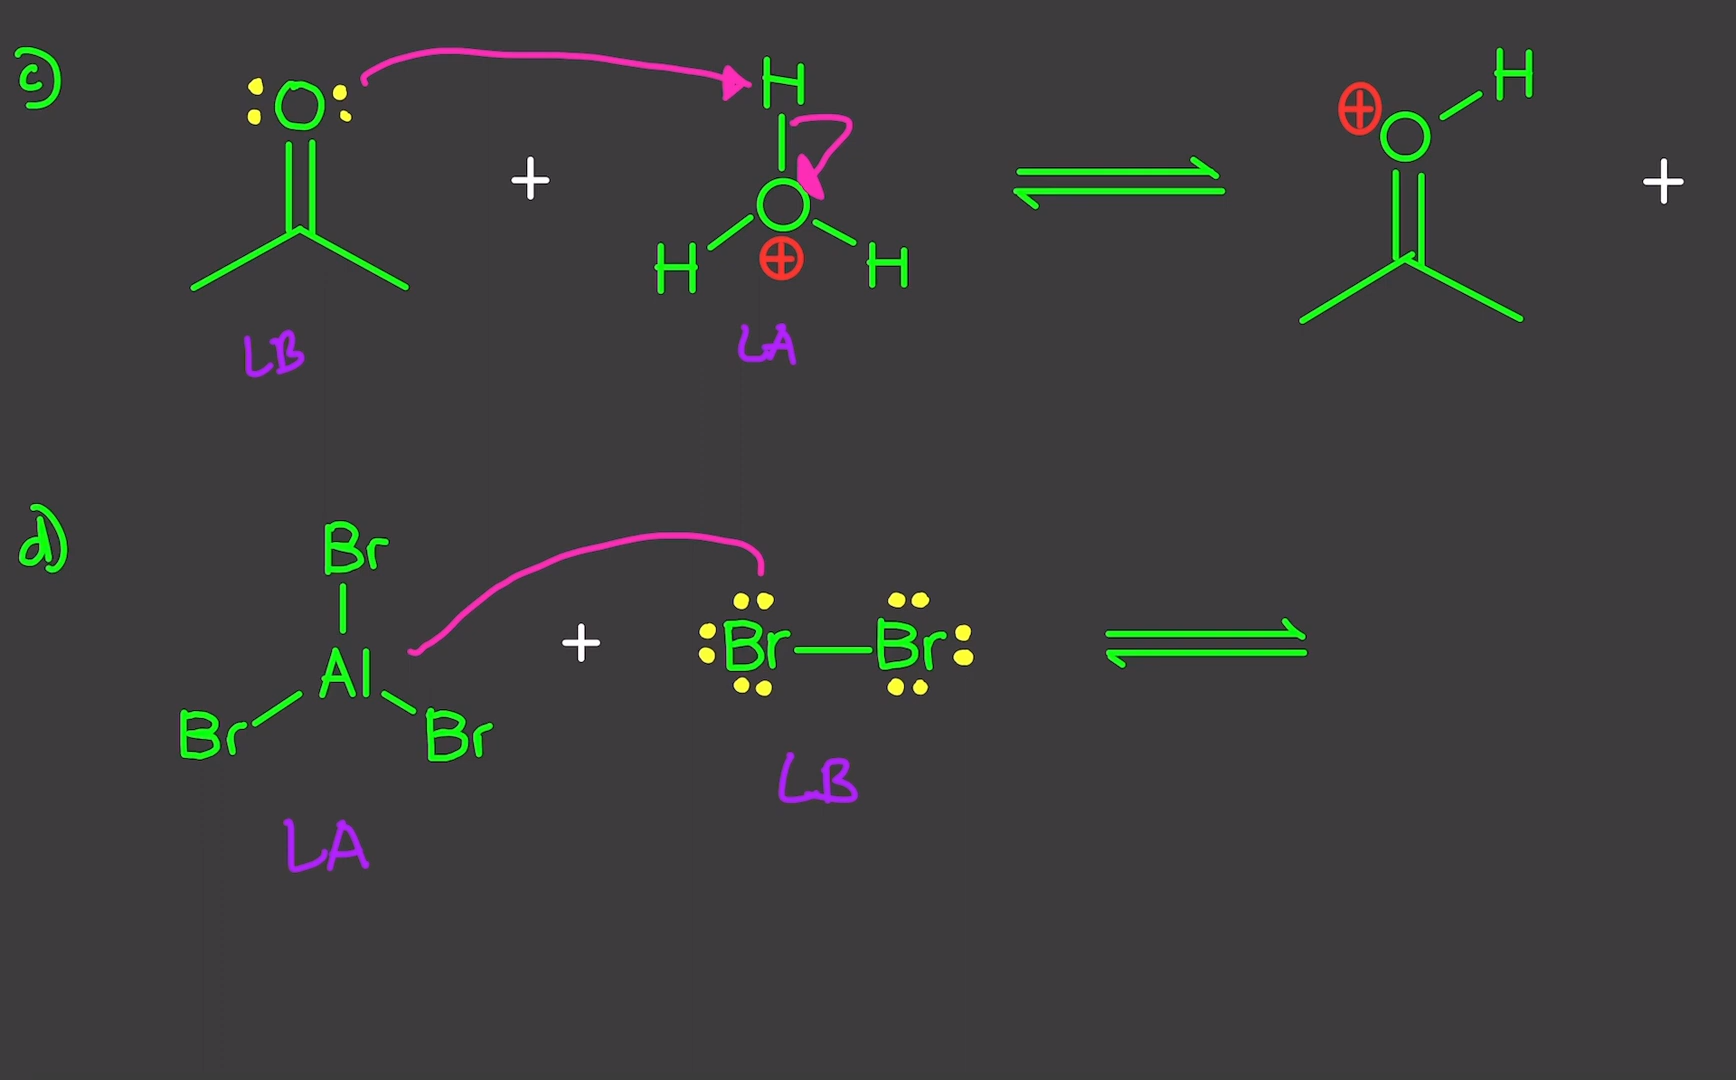 c)
:O: + H ⇌ ⊕ O H +
H O H
⊕
LB LA
d)
Br
Al + :Br — Br: ⇌
Br Br
LB
LA